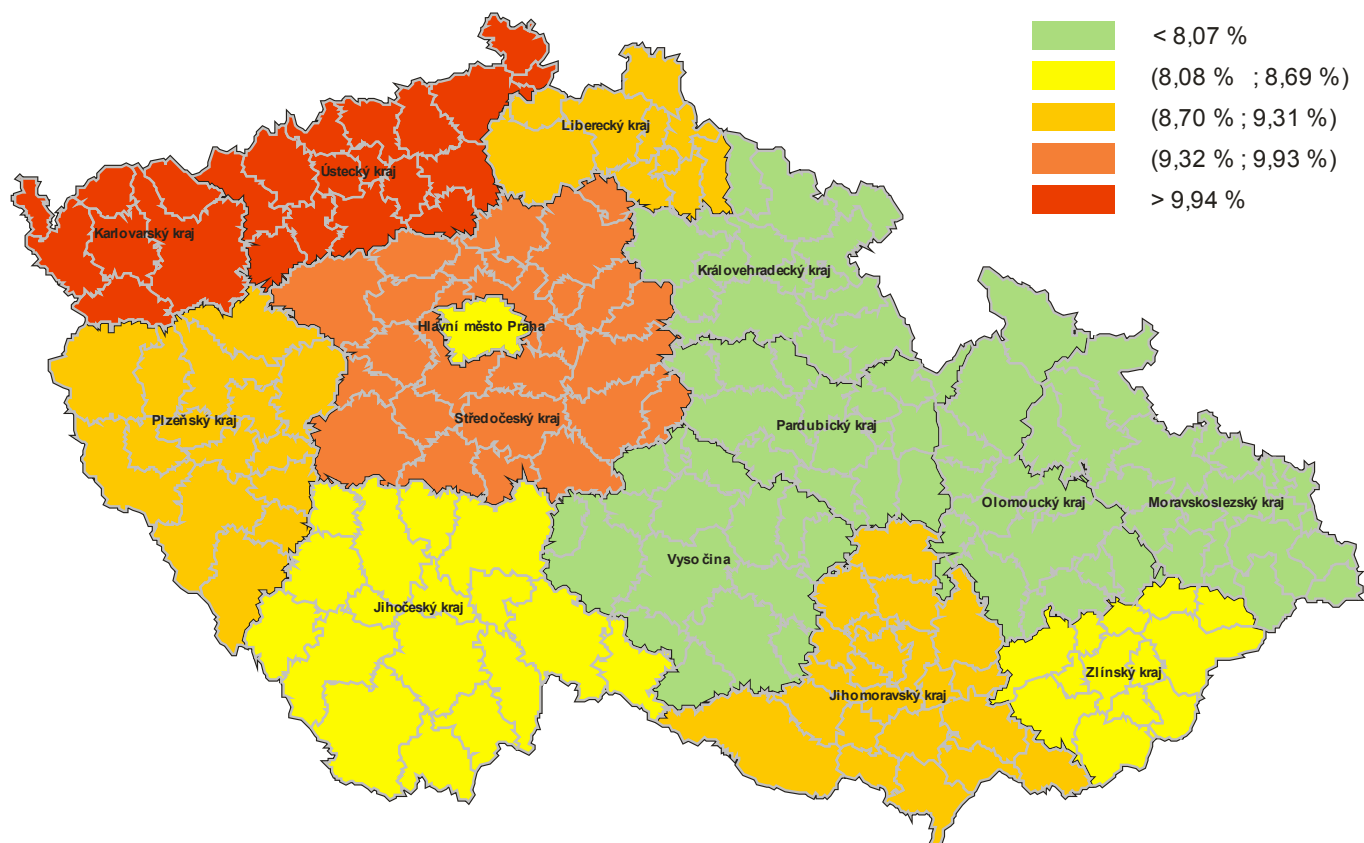 < 8,07 %
(8,08 % ; 8,69 %)
(8,70 % ; 9,31 %)
(9,32 % ; 9,93 %)
> 9,94 %
Liberecký kraj
Ústecký kraj
Karlovarský kraj
Královehradecký kraj
Hlavní město Praha
Plzeňský kraj
Středočeský kraj
Pardubický kraj
Olomoucký kraj
Moravskoslezský kraj
Vyso čina
Jihočeský kraj
Zlínský kraj
Jihomoravský kraj